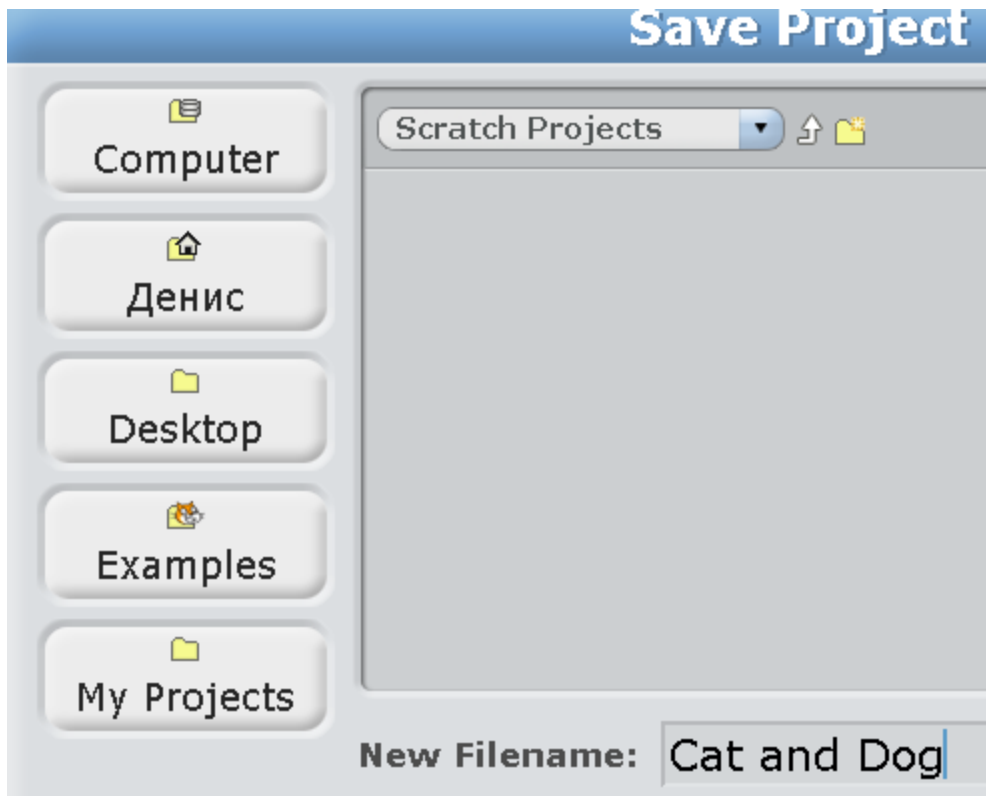 Save Project
Computer
Денис
Desktop
Examples
My Projects
Scratch Projects
New Filename: Cat and Dog